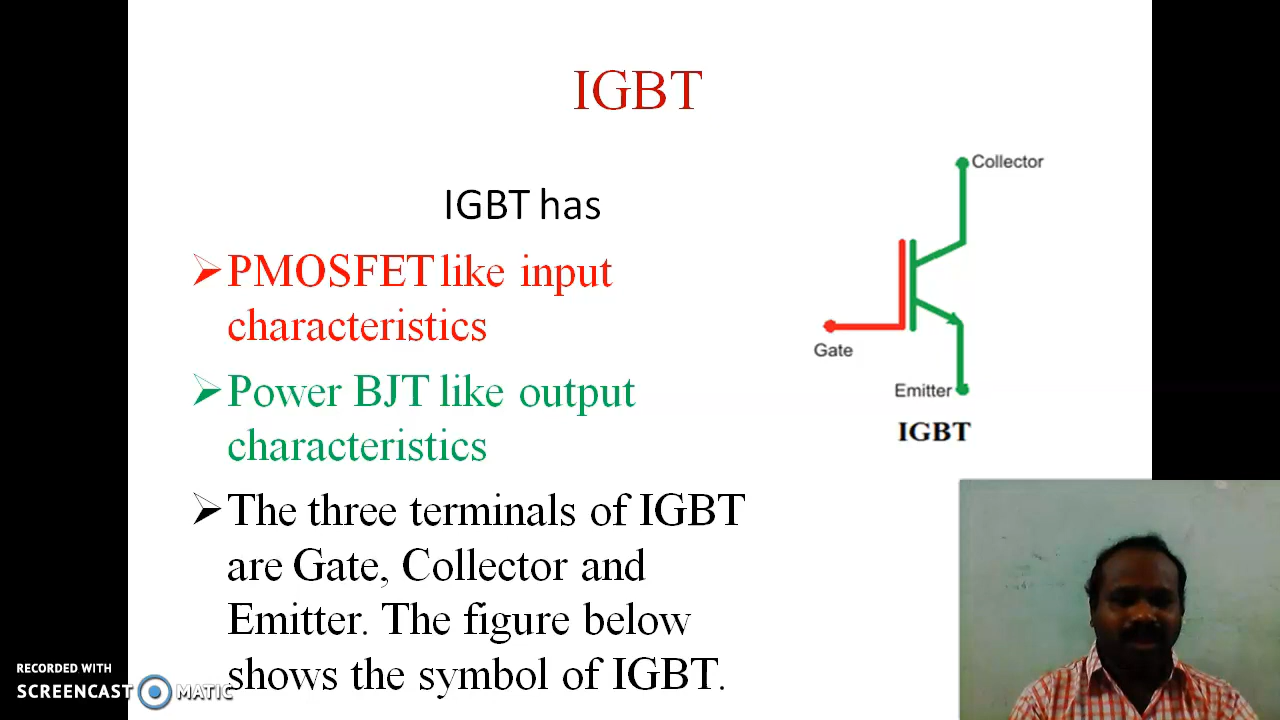 IGBT
IGBT has
PMOSFET like input
characteristics
Power BJT like output
characteristics
The three terminals of IGBT
are Gate, Collector and
Emitter. The figure below
shows the symbol of IGBT.
Collector
Gate
Emitter
IGBT
RECORDED WITH
SCREENCAST MATIC